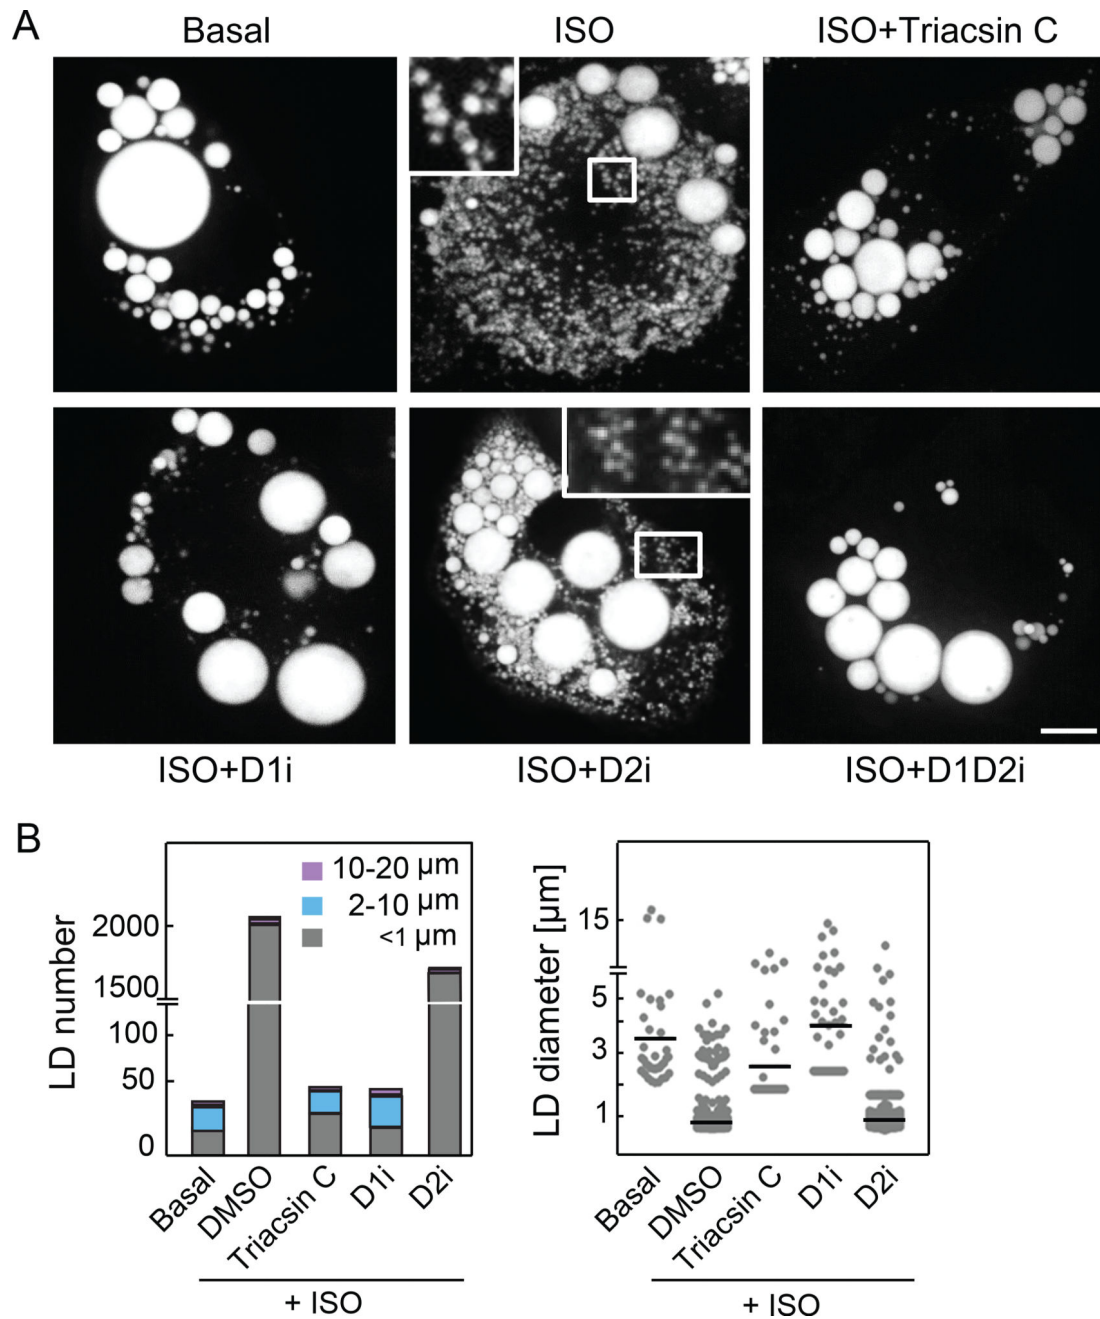 A
Basal
ISO
ISO+Triacsin C
ISO+D1i
ISO+D2i
ISO+D1D2i
B
LD number
2000
1500
100
50
0
10-20 µm
2-10 µm
<1 µm
Basal
DMSO
Triacsin C
D1i
D2i
+ ISO
LD diameter [µm]
15
5
3
1
Basal
DMSO
Triacsin C
D1i
D2i
+ ISO